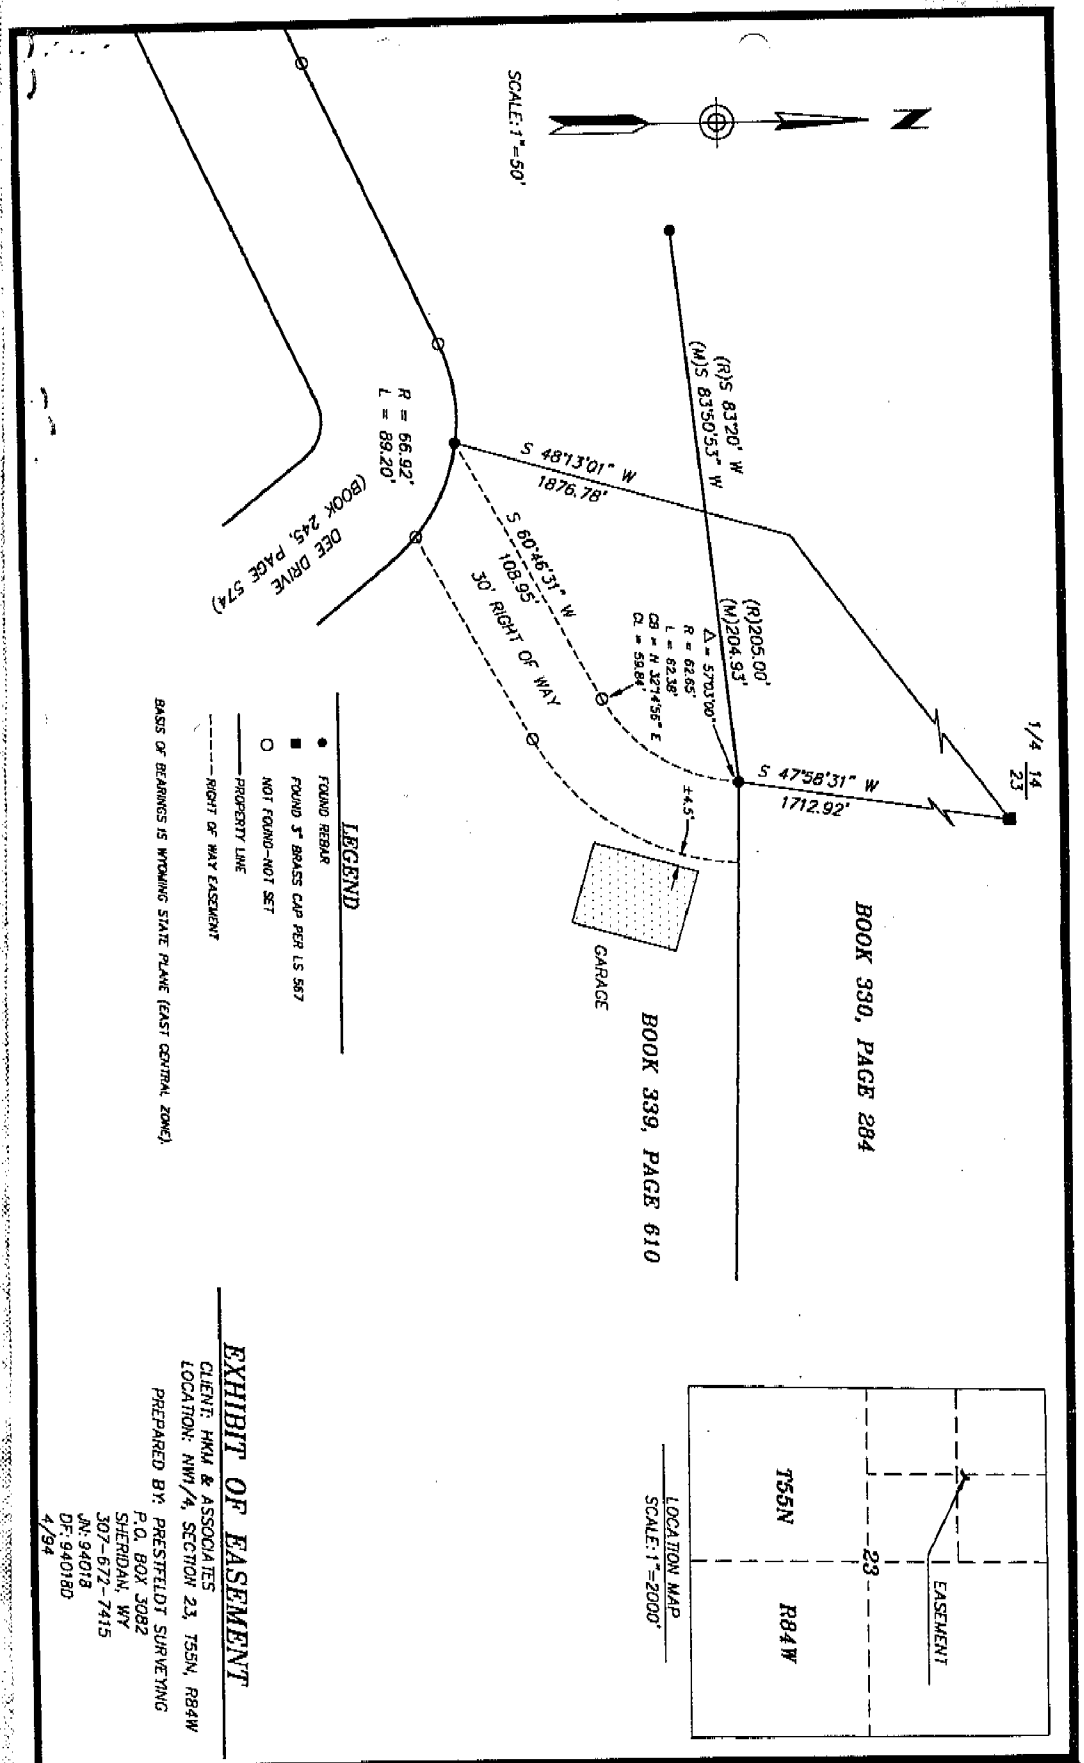 N
SCALE: 1"=50'
1/4 14
23
(R)S 83°20' W
(M)S 83°50'53" W
(R)205.00'
(M)204.93'
S 48°13'01" W
1876.78'
S 47°58'31" W
1712.92'
Δ = 57°03'00"
R = 62.65'
L = 62.38'
CB = N 32°14'56" E
CL = 59.84'
S 60°46'31" W
108.95'
30' RIGHT OF WAY
R = 66.92'
L = 89.20'
DEE DRIVE
(BOOK 245, PAGE 574)
±4.5'
GARAGE
BOOK 330, PAGE 284
BOOK 339, PAGE 610
LEGEND
FOUND REBAR
FOUND 3" BRASS CAP PER LS 567
NOT FOUND-NOT SET
PROPERTY LINE
RIGHT OF WAY EASEMENT
BASIS OF BEARINGS IS WYOMING STATE PLANE (EAST CENTRAL ZONE).
EASEMENT
23
T55N R84W
LOCATION MAP
SCALE: 1"=2000'
EXHIBIT OF EASEMENT
CLIENT: HKM & ASSOCIATES
LOCATION: NW1/4, SECTION 23, T55N, R84W
PREPARED BY: PRESTFELDT SURVEYING
P.O. BOX 3082
SHERIDAN, WY
307-672-7415
JN: 94018
DF: 94018D
4/94